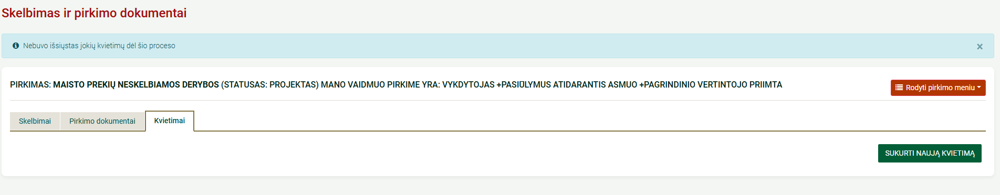 Skelbimas ir pirkimo dokumentai
Nebuvo išsiųstas jokių kvietimų dėl šio proceso
×
PIRKIMAS: MAISTO PREKIŲ NESKELBIAMOS DERYBOS (STATUSAS: PROJEKTAS) MANO VAIDMUO PIRKIME YRA: VYKDYTOJAS +PASIŪLYMUS ATIDARANTIS ASMUO +PAGRINDINIO VERTINTOJO PRIIMTA
Rodyti pirkimo meniu
Skelbimai
Pirkimo dokumentai
Kvietimai
SUKURTI NAUJĄ KVIETIMĄ